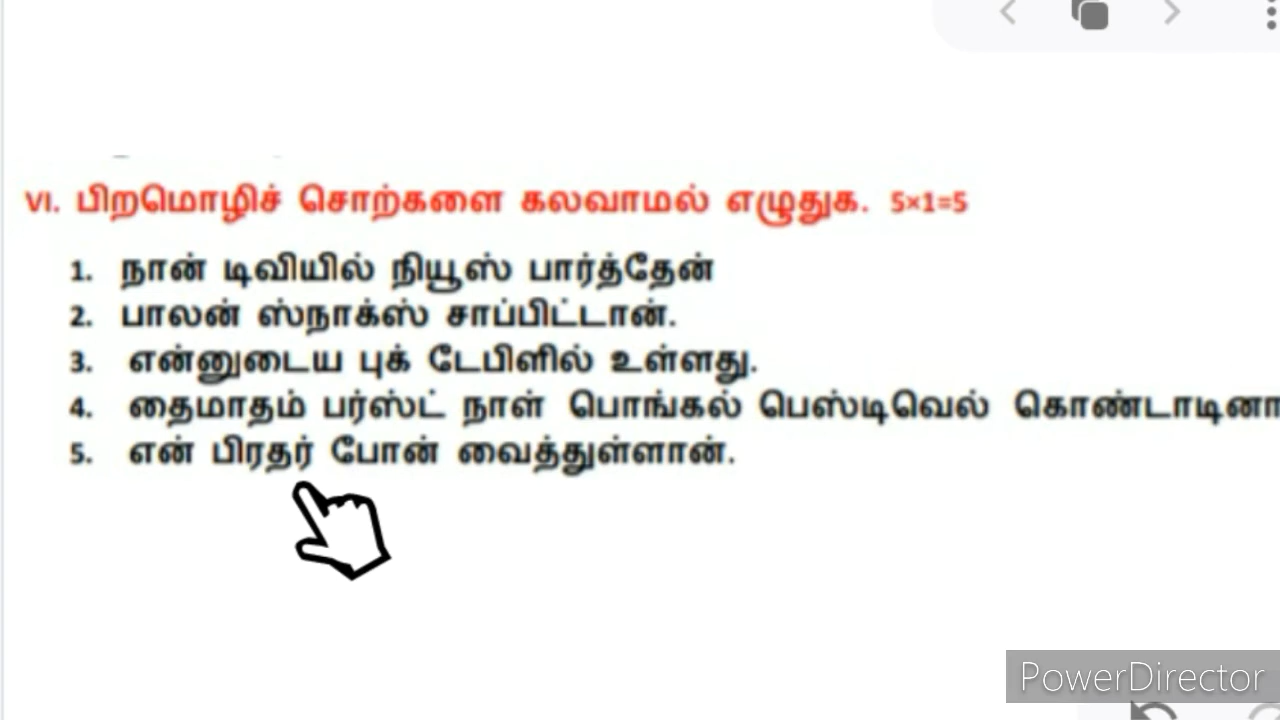 VI. பிறமொழிச் சொற்களை கலவாமல் எழுதுக. 5×1=5
1. நான் டிவியில் நியூஸ் பார்த்தேன்
2. பாலன் ஸ்நாக்ஸ் சாப்பிட்டான்.
3. என்னுடைய புக் டேபிளில் உள்ளது.
4. தைமாதம் பர்ஸ்ட் நாள் பொங்கல் பெஸ்டிவெல்
5. என் பிரதர் போன் வைத்துள்ளான்.
PowerDirector